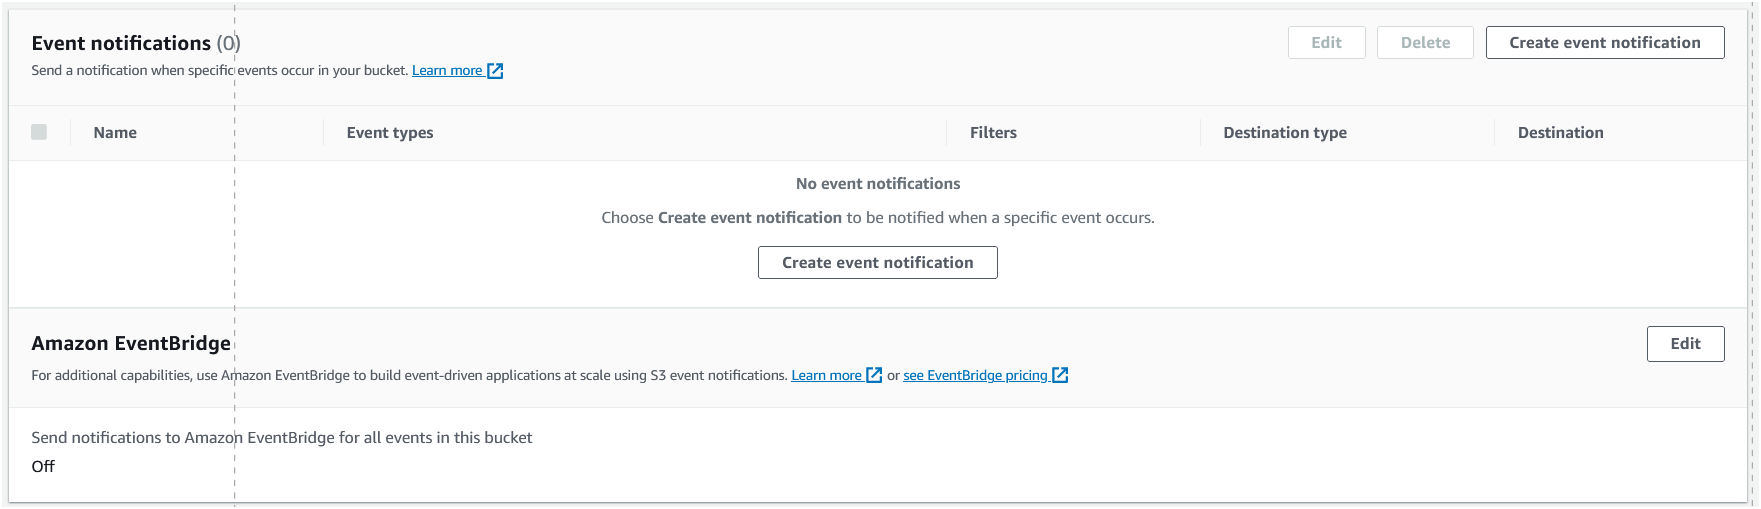 Event notifications (0)
Edit
Delete
Create event notification
Send a notification when specific events occur in your bucket. Learn more
Name
Event types
Filters
Destination type
Destination
No event notifications
Choose Create event notification to be notified when a specific event occurs.
Create event notification
Amazon EventBridge
Edit
For additional capabilities, use Amazon EventBridge to build event-driven applications at scale using S3 event notifications. Learn more or see EventBridge pricing
Send notifications to Amazon EventBridge for all events in this bucket
Off